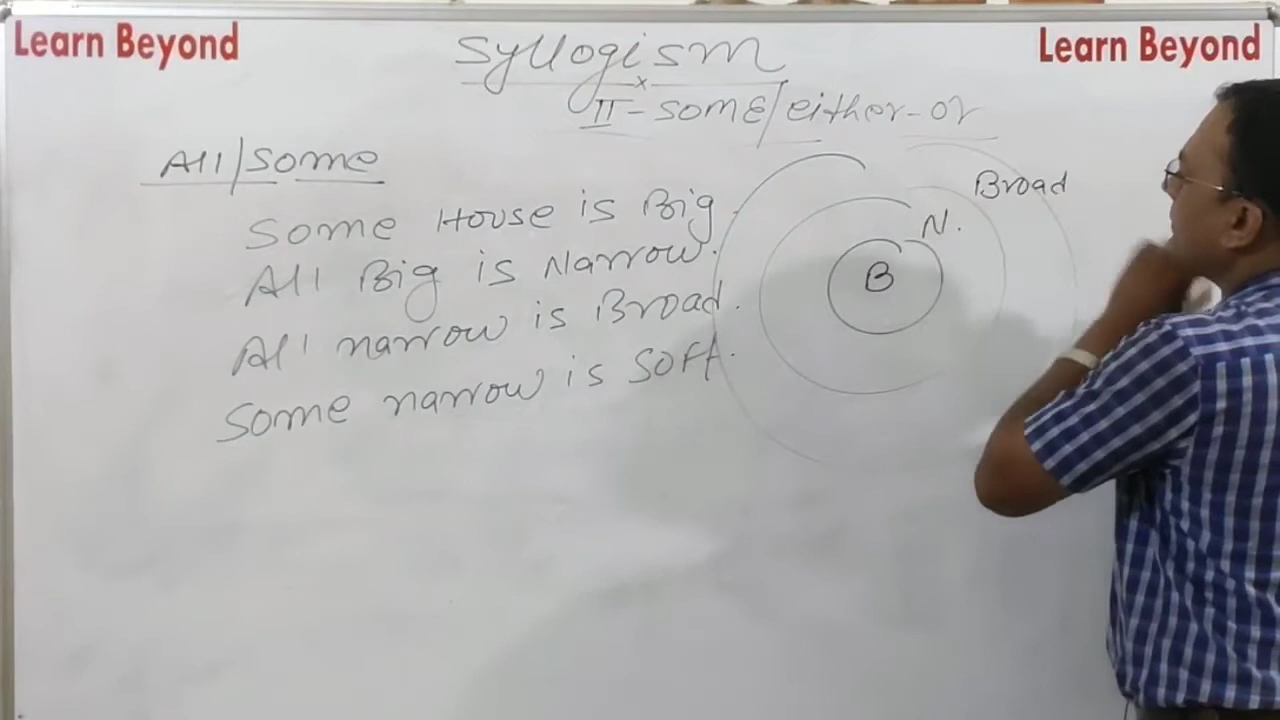 Learn Beyond
Learn Beyond
Syllogism
II - some/either-or
All/some
Some House is Big.
All Big is Narrow.
All narrow is Broad.
Some narrow is soft.
Broad
N.
B